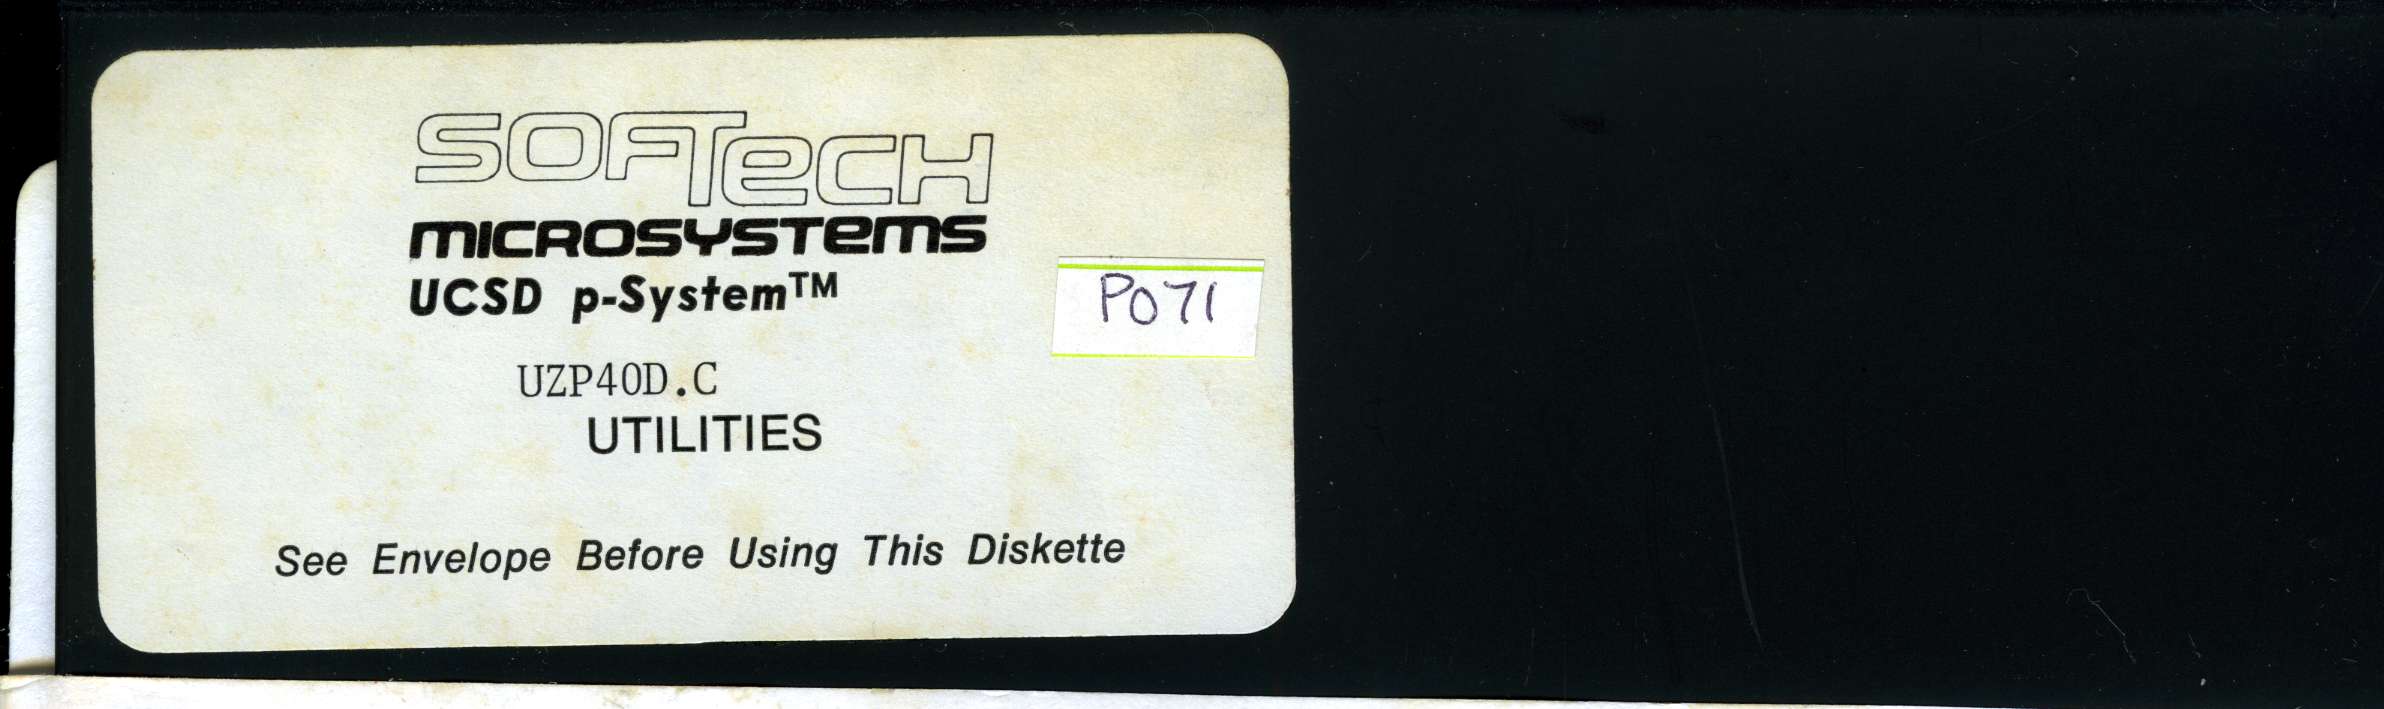 SOFTech
MICROSYSTEMS
UCSD p-System™
P071
UZP40D.C
UTILITIES
See Envelope Before Using This Diskette